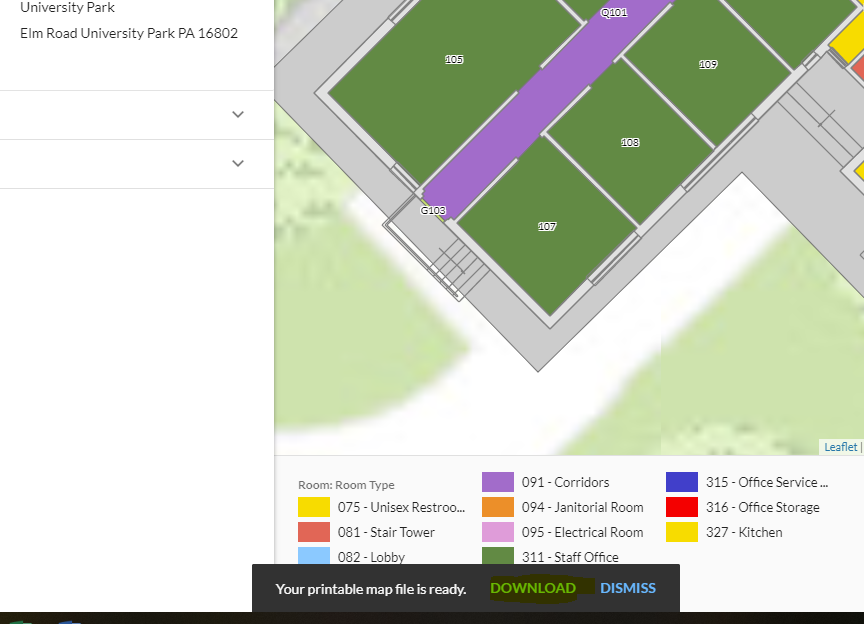 University Park
Elm Road University Park PA 16802
Q101
105
109
108
G103
107
Leaflet |
Room: Room Type
075 - Unisex Restroo...
081 - Stair Tower
082 - Lobby
091 - Corridors
094 - Janitorial Room
095 - Electrical Room
311 - Staff Office
315 - Office Service ...
316 - Office Storage
327 - Kitchen
Your printable map file is ready. DOWNLOAD DISMISS